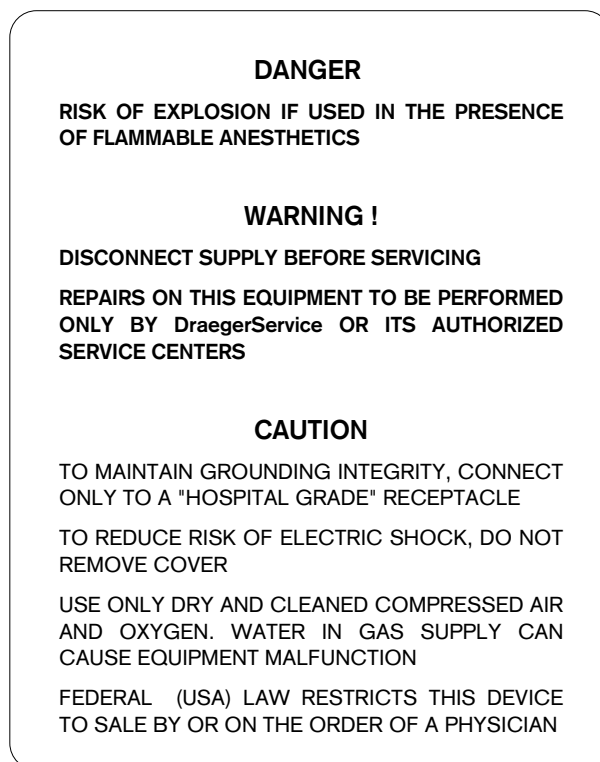 DANGER
RISK OF EXPLOSION IF USED IN THE PRESENCE
OF FLAMMABLE ANESTHETICS
WARNING !
DISCONNECT SUPPLY BEFORE SERVICING
REPAIRS ON THIS EQUIPMENT TO BE PERFORMED
ONLY BY DraegerService OR ITS AUTHORIZED
SERVICE CENTERS
CAUTION
TO MAINTAIN GROUNDING INTEGRITY, CONNECT
ONLY TO A "HOSPITAL GRADE" RECEPTACLE
TO REDUCE RISK OF ELECTRIC SHOCK, DO NOT
REMOVE COVER
USE ONLY DRY AND CLEANED COMPRESSED AIR
AND OXYGEN. WATER IN GAS SUPPLY CAN
CAUSE EQUIPMENT MALFUNCTION
FEDERAL (USA) LAW RESTRICTS THIS DEVICE
TO SALE BY OR ON THE ORDER OF A PHYSICIAN